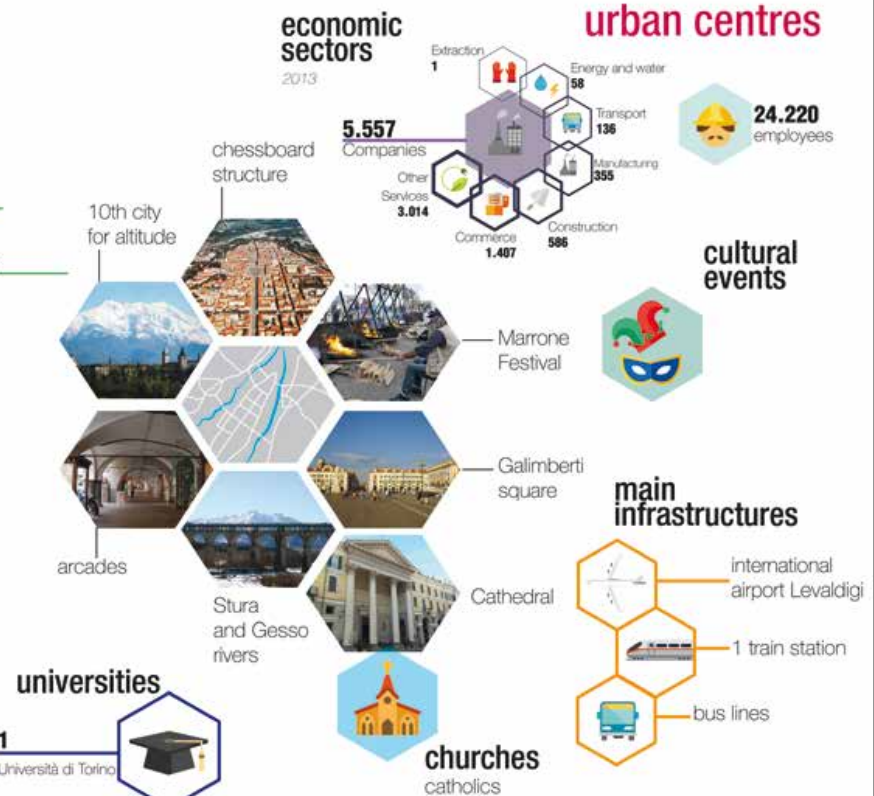 urban centres
economic
sectors
2013
Extraction
1
Energy and water
58
Transport
136
Manufacturing
355
Construction
586
Commerce
1.407
Other
Services
3.014
5.557
Companies
24.220
employees
chessboard
structure
10th city
for altitude
Marrone
Festival
Galimberti
square
Cathedral
Stura
and Gesso
rivers
arcades
cultural
events
main
infrastructures
international
airport Levaldigi
1 train station
bus lines
universities
1
Università di Torino
churches
catholics